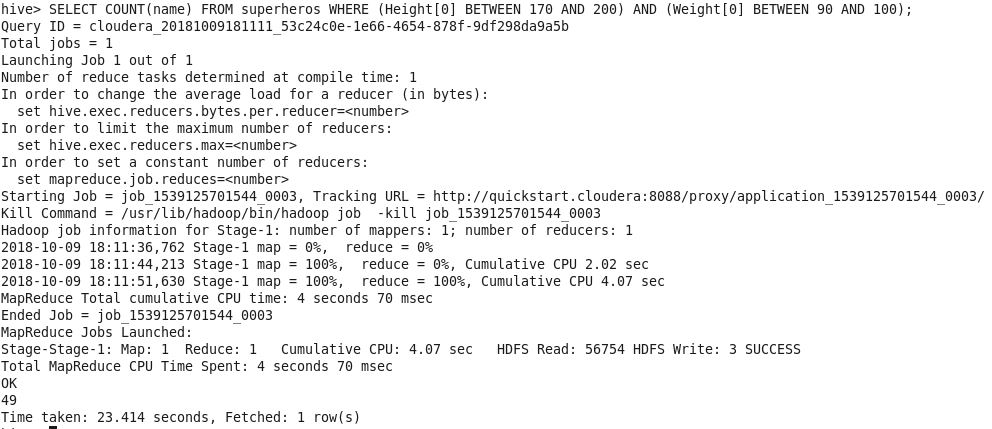 hive> SELECT COUNT(name) FROM superheros WHERE (Height[0] BETWEEN 170 AND 200) AND (Weight[0] BETWEEN 90 AND 100);
Query ID = cloudera_20181009181111_53c24c0e-1e66-4654-878f-9df298da9a5b
Total jobs = 1
Launching Job 1 out of 1
Number of reduce tasks determined at compile time: 1
In order to change the average load for a reducer (in bytes):
  set hive.exec.reducers.bytes.per.reducer=<number>
In order to limit the maximum number of reducers:
  set hive.exec.reducers.max=<number>
In order to set a constant number of reducers:
  set mapreduce.job.reduces=<number>
Starting Job = job_1539125701544_0003, Tracking URL = http://quickstart.cloudera:8088/proxy/application_1539125701544_0003/
Kill Command = /usr/lib/hadoop/bin/hadoop job  -kill job_1539125701544_0003
Hadoop job information for Stage-1: number of mappers: 1; number of reducers: 1
2018-10-09 18:11:36,762 Stage-1 map = 0%,  reduce = 0%
2018-10-09 18:11:44,213 Stage-1 map = 100%,  reduce = 0%, Cumulative CPU 2.02 sec
2018-10-09 18:11:51,630 Stage-1 map = 100%,  reduce = 100%, Cumulative CPU 4.07 sec
MapReduce Total cumulative CPU time: 4 seconds 70 msec
Ended Job = job_1539125701544_0003
MapReduce Jobs Launched:
Stage-Stage-1: Map: 1  Reduce: 1   Cumulative CPU: 4.07 sec   HDFS Read: 56754 HDFS Write: 3 SUCCESS
Total MapReduce CPU Time Spent: 4 seconds 70 msec
OK
49
Time taken: 23.414 seconds, Fetched: 1 row(s)